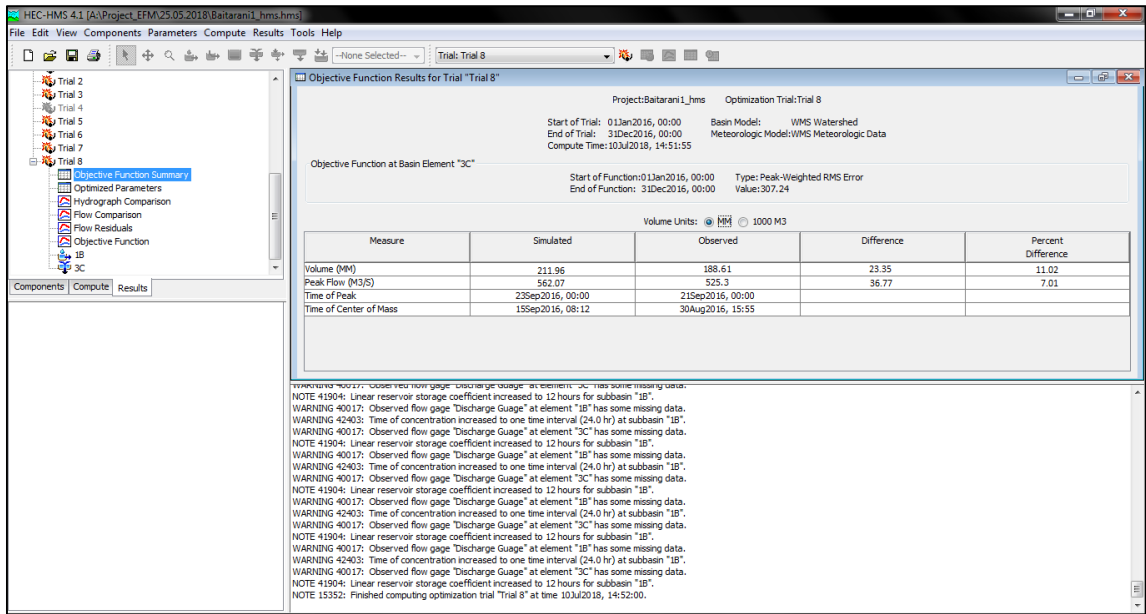 HEC-HMS 4.1 [A:\Project_EFM\25.05.2018\Baitarani_hms.hms]
File Edit View Components Parameters Compute Results Tools Help
--None Selected-- Trial: Trial 8
Trial 2
Trial 3
Trial 4
Trial 5
Trial 6
Trial 7
Trial 8
Objective Function Summary
Optimized Parameters
Hydrograph Comparison
Flow Comparison
Flow Residuals
Objective Function
1B
3C
Components Compute Results
Objective Function Results for Trial "Trial 8"
Project:Baitarani1_hms Optimization Trial:Trial 8
Start of Trial: 01Jan2016, 00:00 Basin Model: WMS Watershed
End of Trial: 31Dec2016, 00:00 Meteorologic Model:WMS Meteorologic Data
Compute Time:10Jul2018, 14:51:55
Objective Function at Basin Element "3C"
Start of Function:01Jan2016, 00:00 Type: Peak-Weighted RMS Error
End of Function: 31Dec2016, 00:00 Value:307.24
Volume Units: MM 1000 M3
Measure Simulated Observed Difference Percent
Difference
Volume (MM) 211.96 188.61 23.35 11.02
Peak Flow (M3/S) 562.07 525.3 36.77 7.01
Time of Peak 23Sep2016, 00:00 21Sep2016, 00:00
Time of Center of Mass 15Sep2016, 08:12 30Aug2016, 15:55
WARNING 40017: Observed flow gage "Discharge Guage" at element "3C" has some missing data.
NOTE 41904: Linear reservoir storage coefficient increased to 12 hours for subbasin "1B".
WARNING 40017: Observed flow gage "Discharge Guage" at element "1B" has some missing data.
WARNING 42403: Time of concentration increased to one time interval (24.0 hr) at subbasin "1B".
WARNING 40017: Observed flow gage "Discharge Guage" at element "3C" has some missing data.
NOTE 41904: Linear reservoir storage coefficient increased to 12 hours for subbasin "1B".
WARNING 40017: Observed flow gage "Discharge Guage" at element "1B" has some missing data.
WARNING 42403: Time of concentration increased to one time interval (24.0 hr) at subbasin "1B".
WARNING 40017: Observed flow gage "Discharge Guage" at element "3C" has some missing data.
NOTE 41904: Linear reservoir storage coefficient increased to 12 hours for subbasin "1B".
WARNING 40017: Observed flow gage "Discharge Guage" at element "1B" has some missing data.
WARNING 42403: Time of concentration increased to one time interval (24.0 hr) at subbasin "1B".
WARNING 40017: Observed flow gage "Discharge Guage" at element "3C" has some missing data.
NOTE 41904: Linear reservoir storage coefficient increased to 12 hours for subbasin "1B".
WARNING 40017: Observed flow gage "Discharge Guage" at element "1B" has some missing data.
WARNING 42403: Time of concentration increased to one time interval (24.0 hr) at subbasin "1B".
WARNING 40017: Observed flow gage "Discharge Guage" at element "3C" has some missing data.
NOTE 41904: Linear reservoir storage coefficient increased to 12 hours for subbasin "1B".
NOTE 15352: Finished computing optimization trial "Trial 8" at time 10Jul2018, 14:52:00.